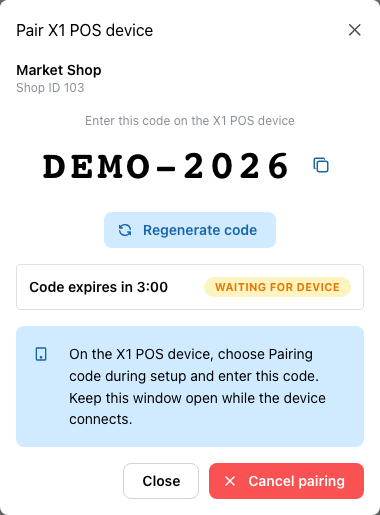 Pair X1 POS device
Market Shop
Shop ID 103
Enter this code on the X1 POS device
DEMO-2026
Regenerate code
Code expires in 3:00
WAITING FOR DEVICE
On the X1 POS device, choose Pairing
code during setup and enter this code.
Keep this window open while the device
connects.
Close
Cancel pairing